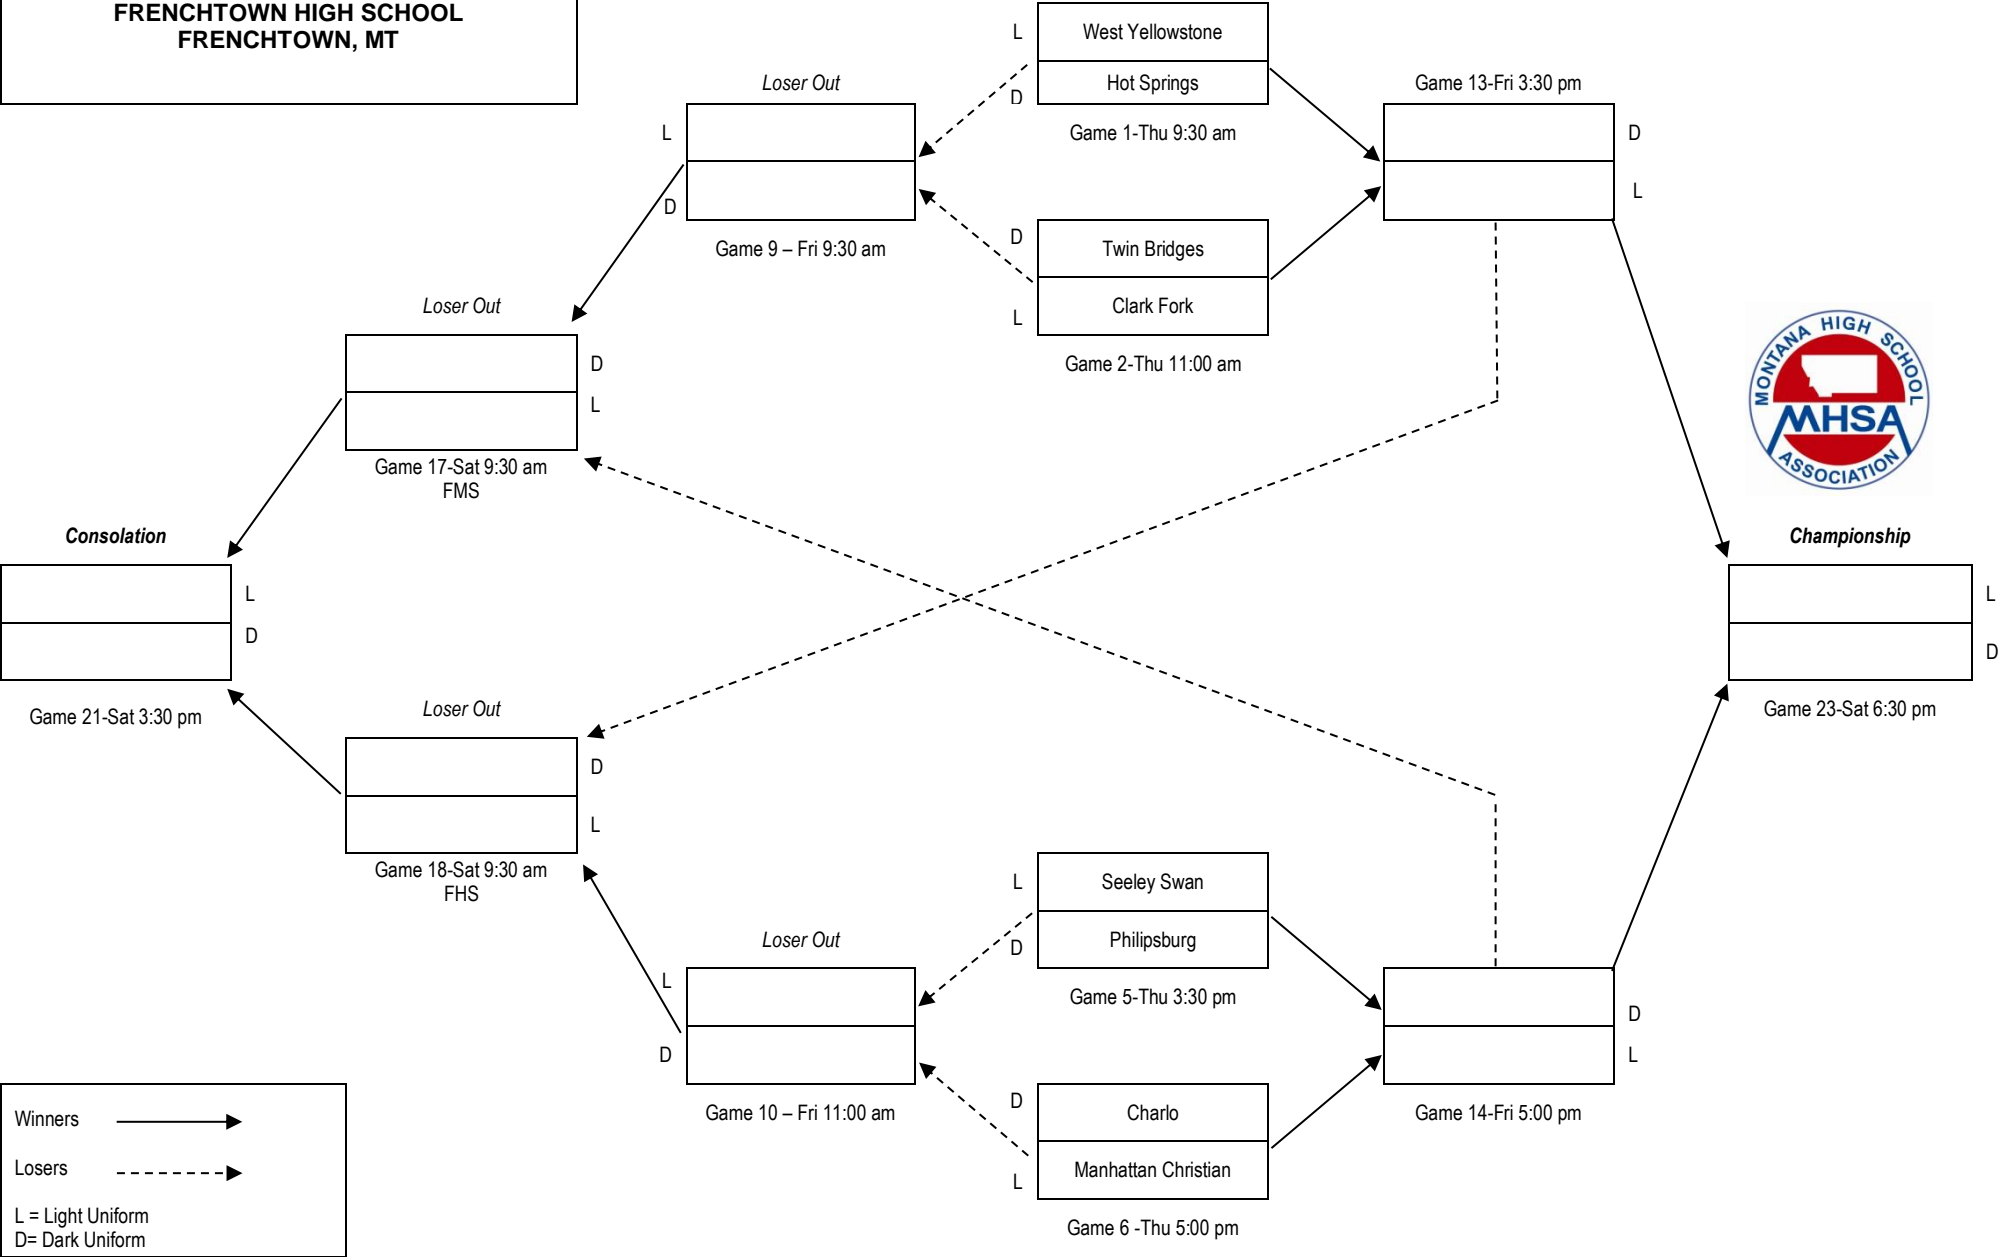 FRENCHTOWN HIGH SCHOOL
FRENCHTOWN, MT
L
West Yellowstone
Loser Out
D
Hot Springs
Game 13-Fri 3:30 pm
L
Game 1-Thu 9:30 am
D
D
L
D
Twin Bridges
Game 9 – Fri 9:30 am
Loser Out
L
Clark Fork
D
Game 2-Thu 11:00 am
L
MONTANA HIGH SCHOOL
MHSA
ASSOCIATION
Game 17-Sat 9:30 am
FMS
Consolation
Championship
L
L
D
D
Game 21-Sat 3:30 pm
Loser Out
Game 23-Sat 6:30 pm
D
L
Game 18-Sat 9:30 am
FHS
L
Seeley Swan
Loser Out
D
Philipsburg
L
Game 5-Thu 3:30 pm
D
D
L
Game 10 – Fri 11:00 am
D
Charlo
Game 14-Fri 5:00 pm
Winners
Losers
L
Manhattan Christian
L = Light Uniform
D= Dark Uniform
Game 6 -Thu 5:00 pm